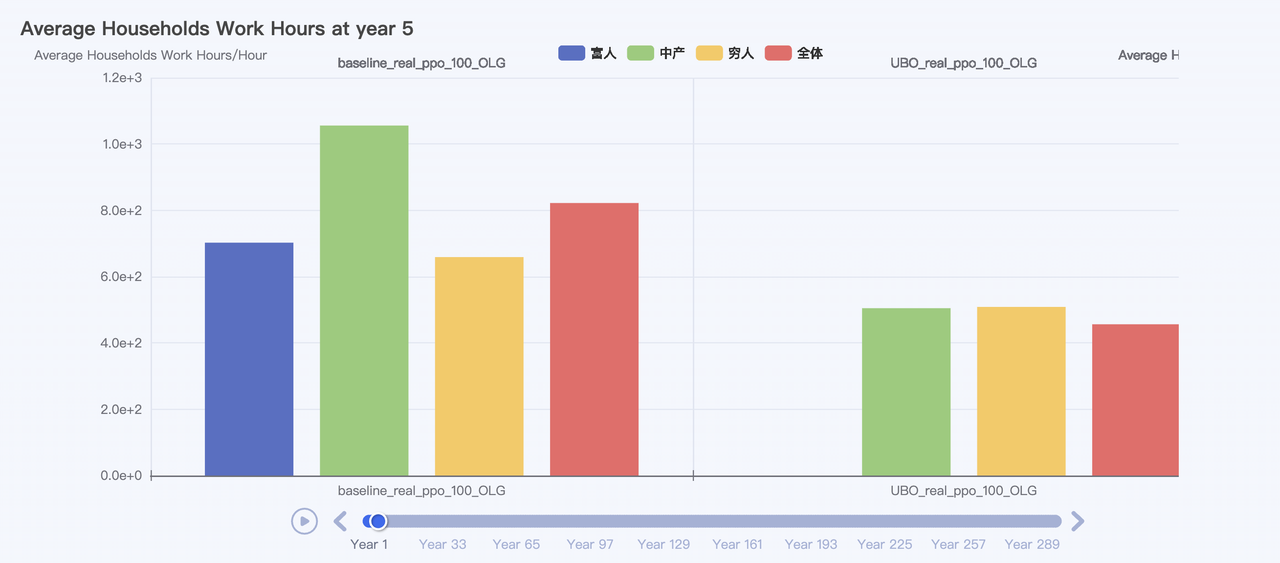 Average Households Work Hours at year 5
Average Households Work Hours/Hour
富人 中产 穷人 全体
baseline_real_ppo_100_OLG
UBO_real_ppo_100_OLG
Average H
1.2e+3
1.0e+3
8.0e+2
6.0e+2
4.0e+2
2.0e+2
0.0e+0
baseline_real_ppo_100_OLG
UBO_real_ppo_100_OLG
Year 1 Year 33 Year 65 Year 97 Year 129 Year 161 Year 193 Year 225 Year 257 Year 289